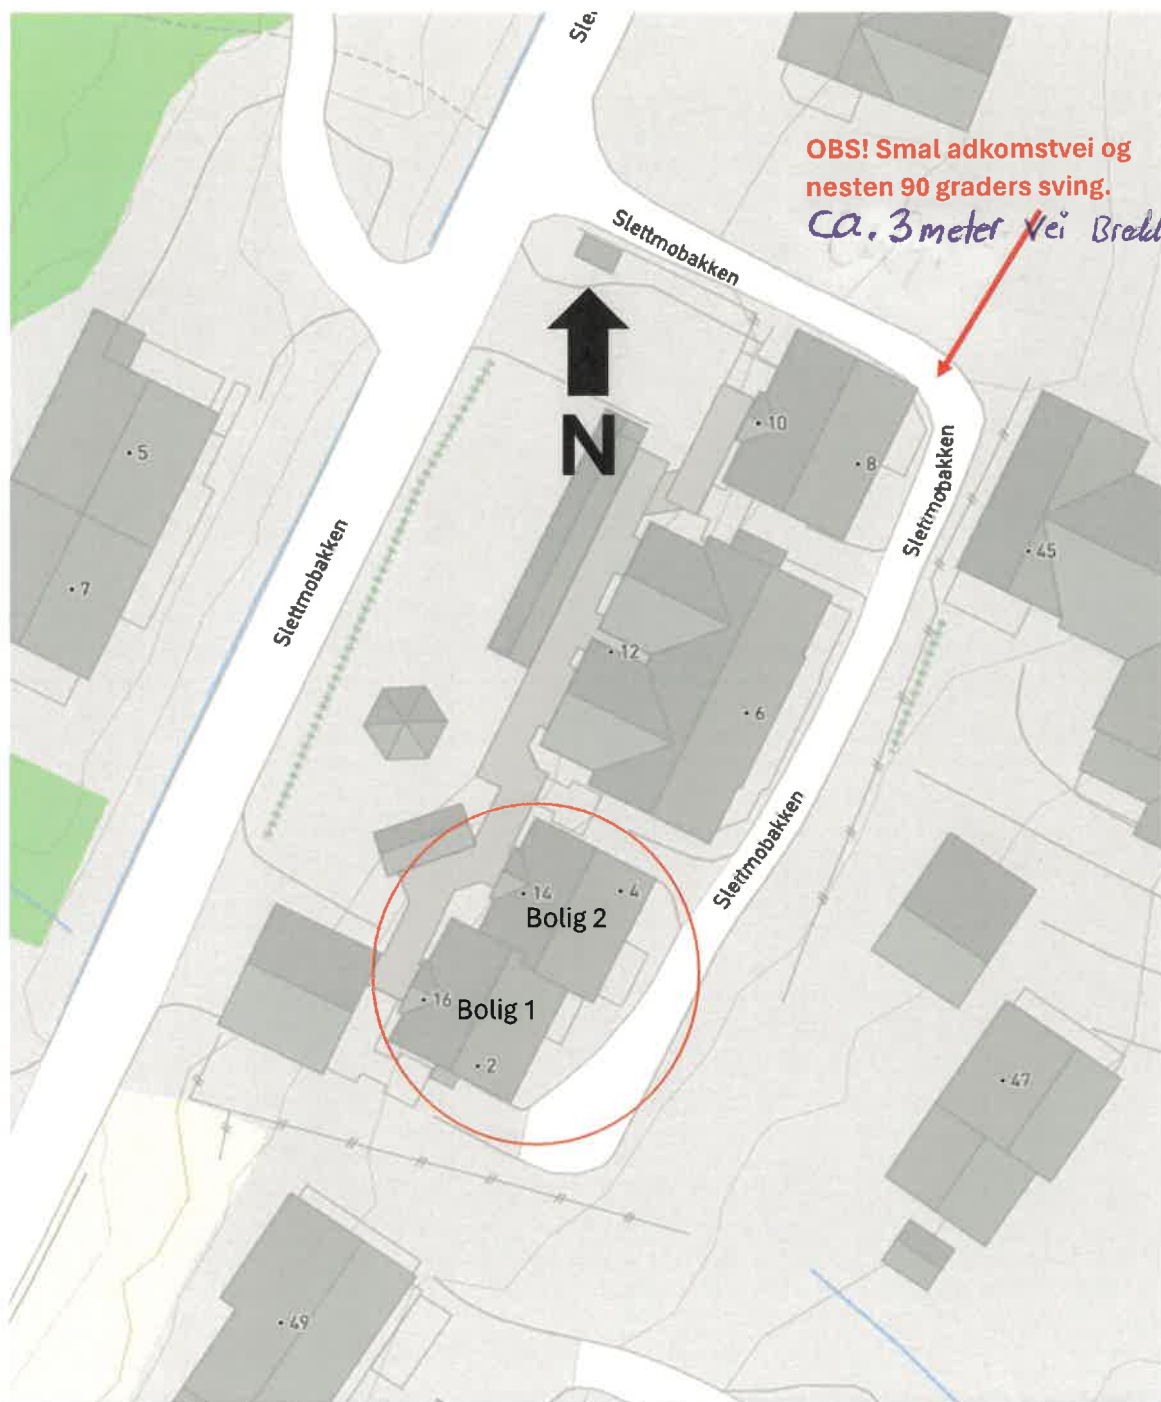 Sle
OBS! Smal adkomstvei og
nesten 90 graders sving.
Ca. 3 meter Vei
Slettmobakken
N
10
8
5
Slettmobakken
45
7
Slettmobakken
12
6
Slettmobakken
14
4
Bolig 2
16
Bolig 1
2
47
49